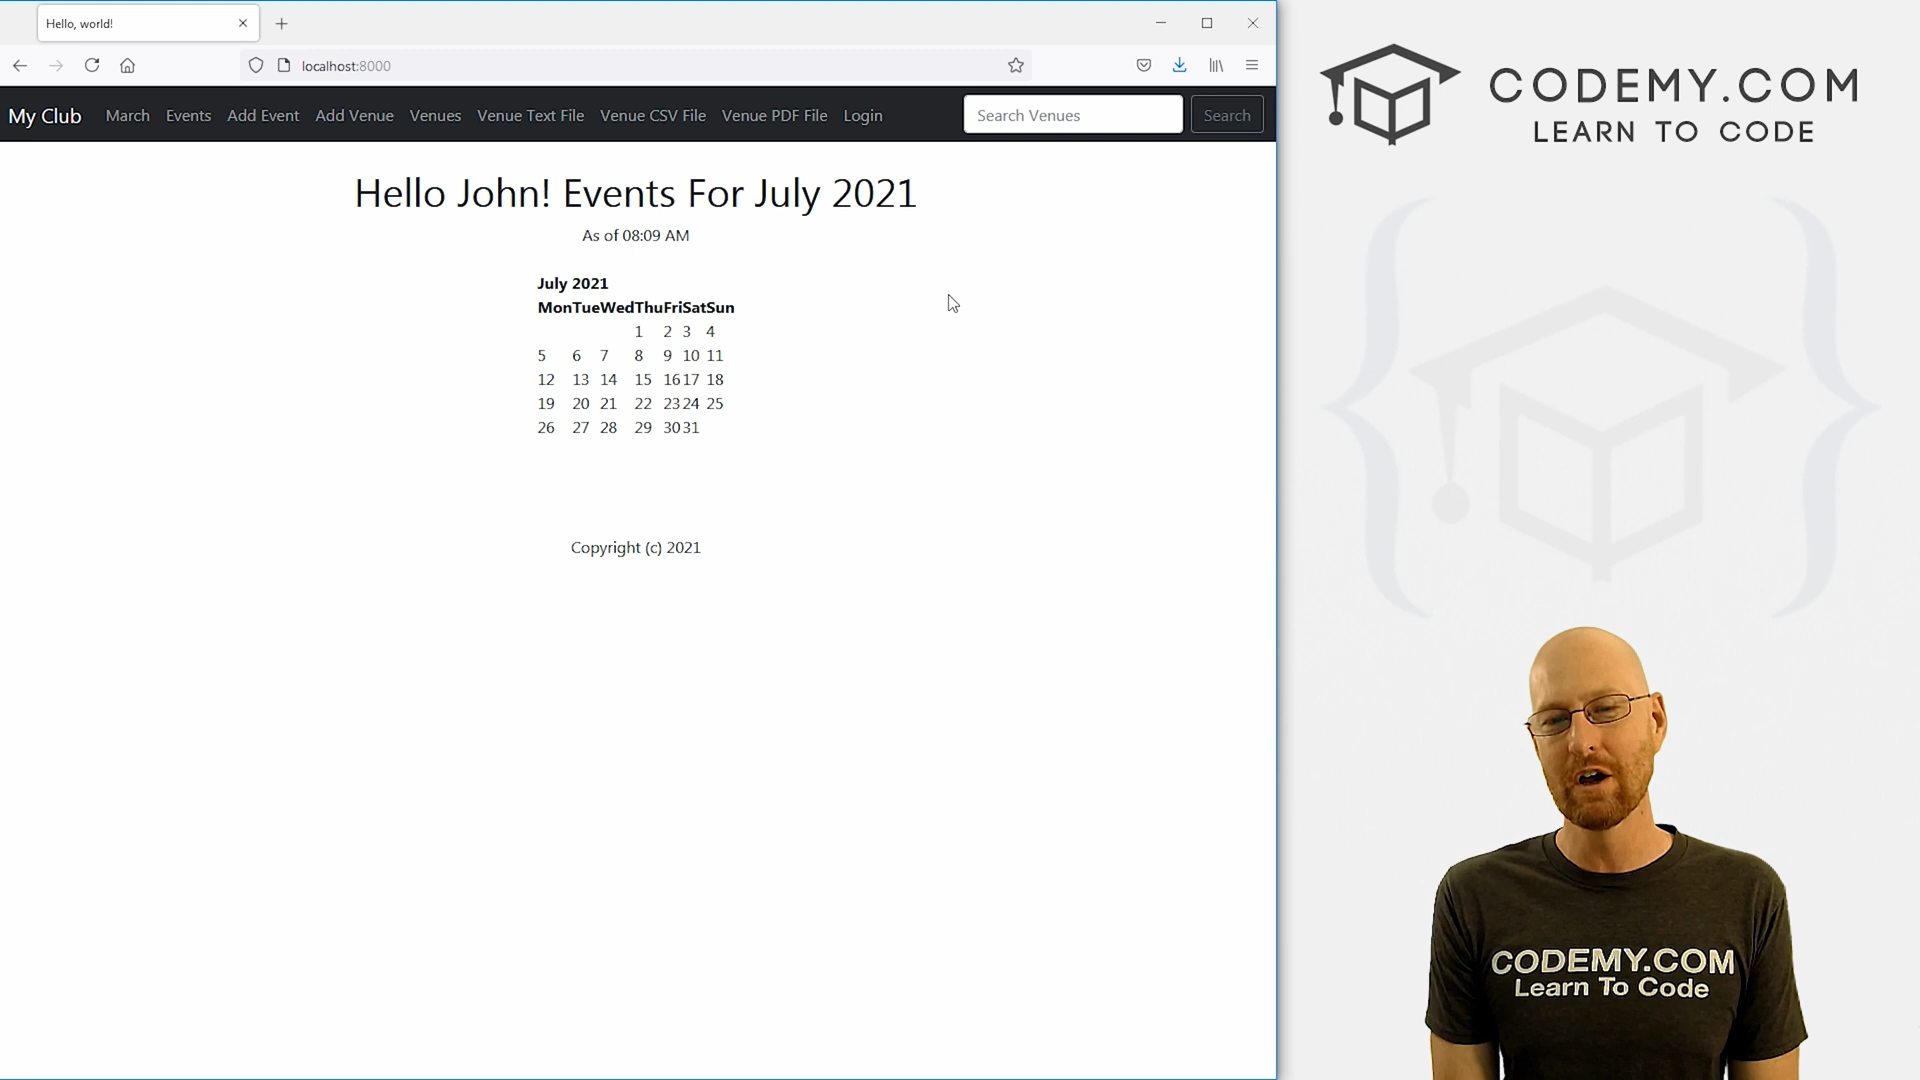 Hello, world!
localhost:8000
My Club March Events Add Event Add Venue Venues Venue Text File Venue CSV File Venue PDF File Login Search Venues Search
Hello John! Events For July 2021
As of 08:09 AM
July 2021
MonTueWedThuFriSatSun
1 2 3 4
5 6 7 8 9 10 11
12 13 14 15 16 17 18
19 20 21 22 23 24 25
26 27 28 29 30 31
Copyright (c) 2021
CODEMY.COM
LEARN TO CODE
CODEMY.COM
Learn To Code